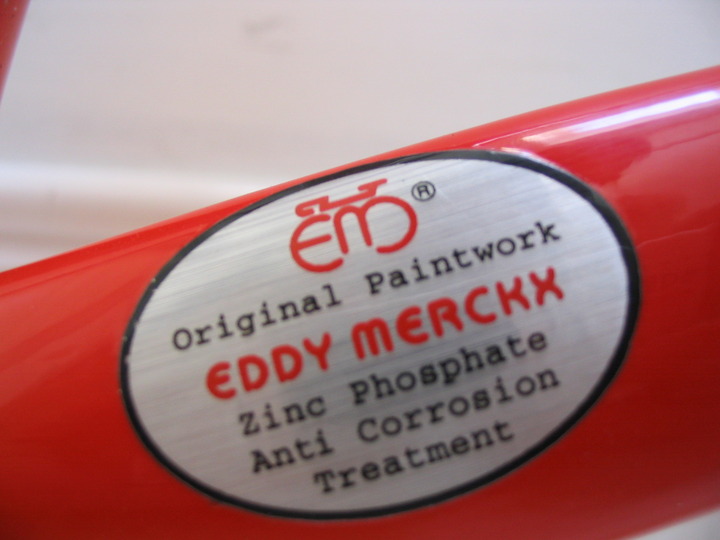 EM®
Original Paintwork
EDDY MERCKX
Zinc Phosphate
Anti Corrosion
Treatment